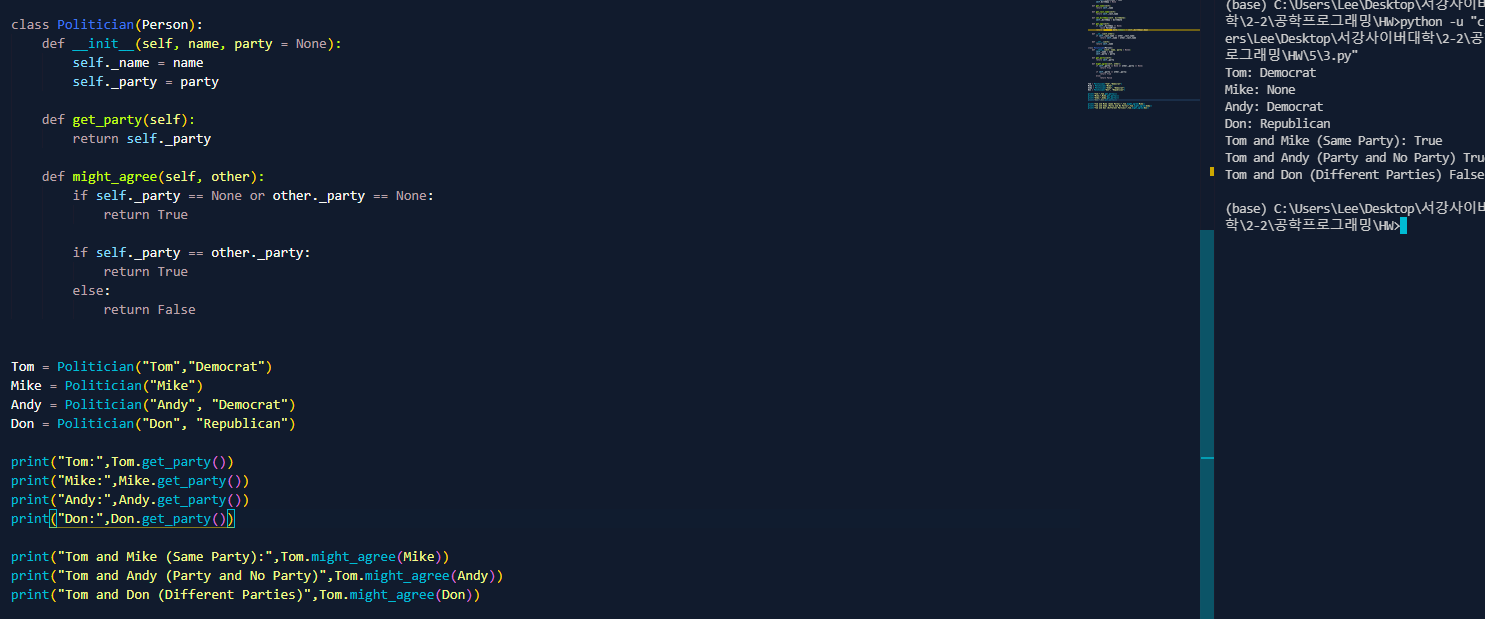 class Politician(Person):
    def __init__(self, name, party = None):
        self._name = name
        self._party = party
    def get_party(self):
        return self._party
    def might_agree(self, other):
        if self._party == None or other._party == None:
            return True
        if self._party == other._party:
            return True
        else:
            return False
Tom = Politician("Tom","Democrat")
Mike = Politician("Mike")
Andy = Politician("Andy", "Democrat")
Don = Politician("Don", "Republican")
print("Tom:",Tom.get_party())
print("Mike:",Mike.get_party())
print("Andy:",Andy.get_party())
print("Don:",Don.get_party())
print("Tom and Mike (Same Party):",Tom.might_agree(Mike))
print("Tom and Andy (Party and No Party)",Tom.might_agree(Andy))
print("Tom and Don (Different Parties)",Tom.might_agree(Don))
(base) C:\Users\Lee\Desktop\서강사이버
학\2-2\공학프로그래밍\HW>python -u "c
ers\Lee\Desktop\서강사이버대학\2-2\공
로그래밍\HW\5\3.py"
Tom: Democrat
Mike: None
Andy: Democrat
Don: Republican
Tom and Mike (Same Party): True
Tom and Andy (Party and No Party) Tru
Tom and Don (Different Parties) False
(base) C:\Users\Lee\Desktop\서강사이버
학\2-2\공학프로그래밍\HW>